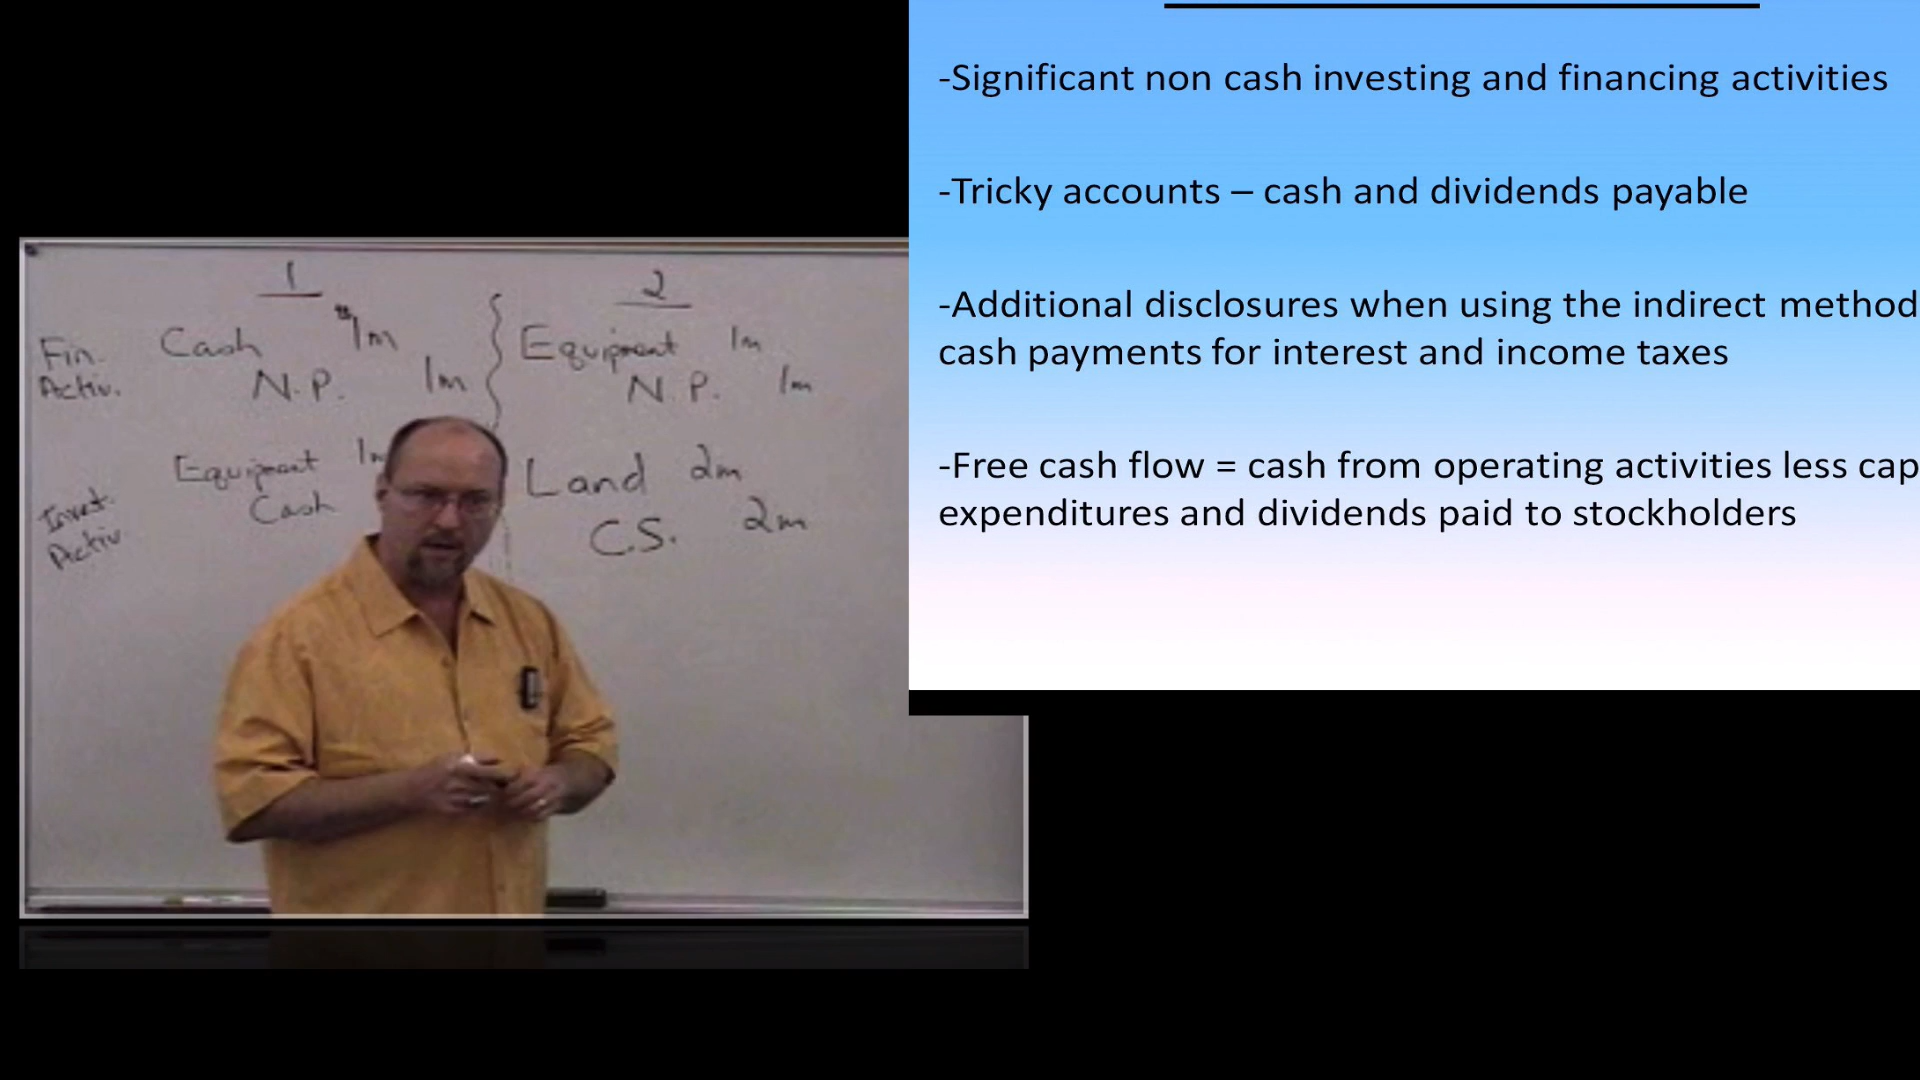 1
Fin. Cash $1m
Activ. N.P. 1m
Equipment 1m
Invest. Cash
Activ
2
Equipment 1m
N.P. 1m
Land 2m
C.S. 2m
-Significant non cash investing and financing activities
-Tricky accounts – cash and dividends payable
-Additional disclosures when using the indirect method
cash payments for interest and income taxes
-Free cash flow = cash from operating activities less cap
expenditures and dividends paid to stockholders